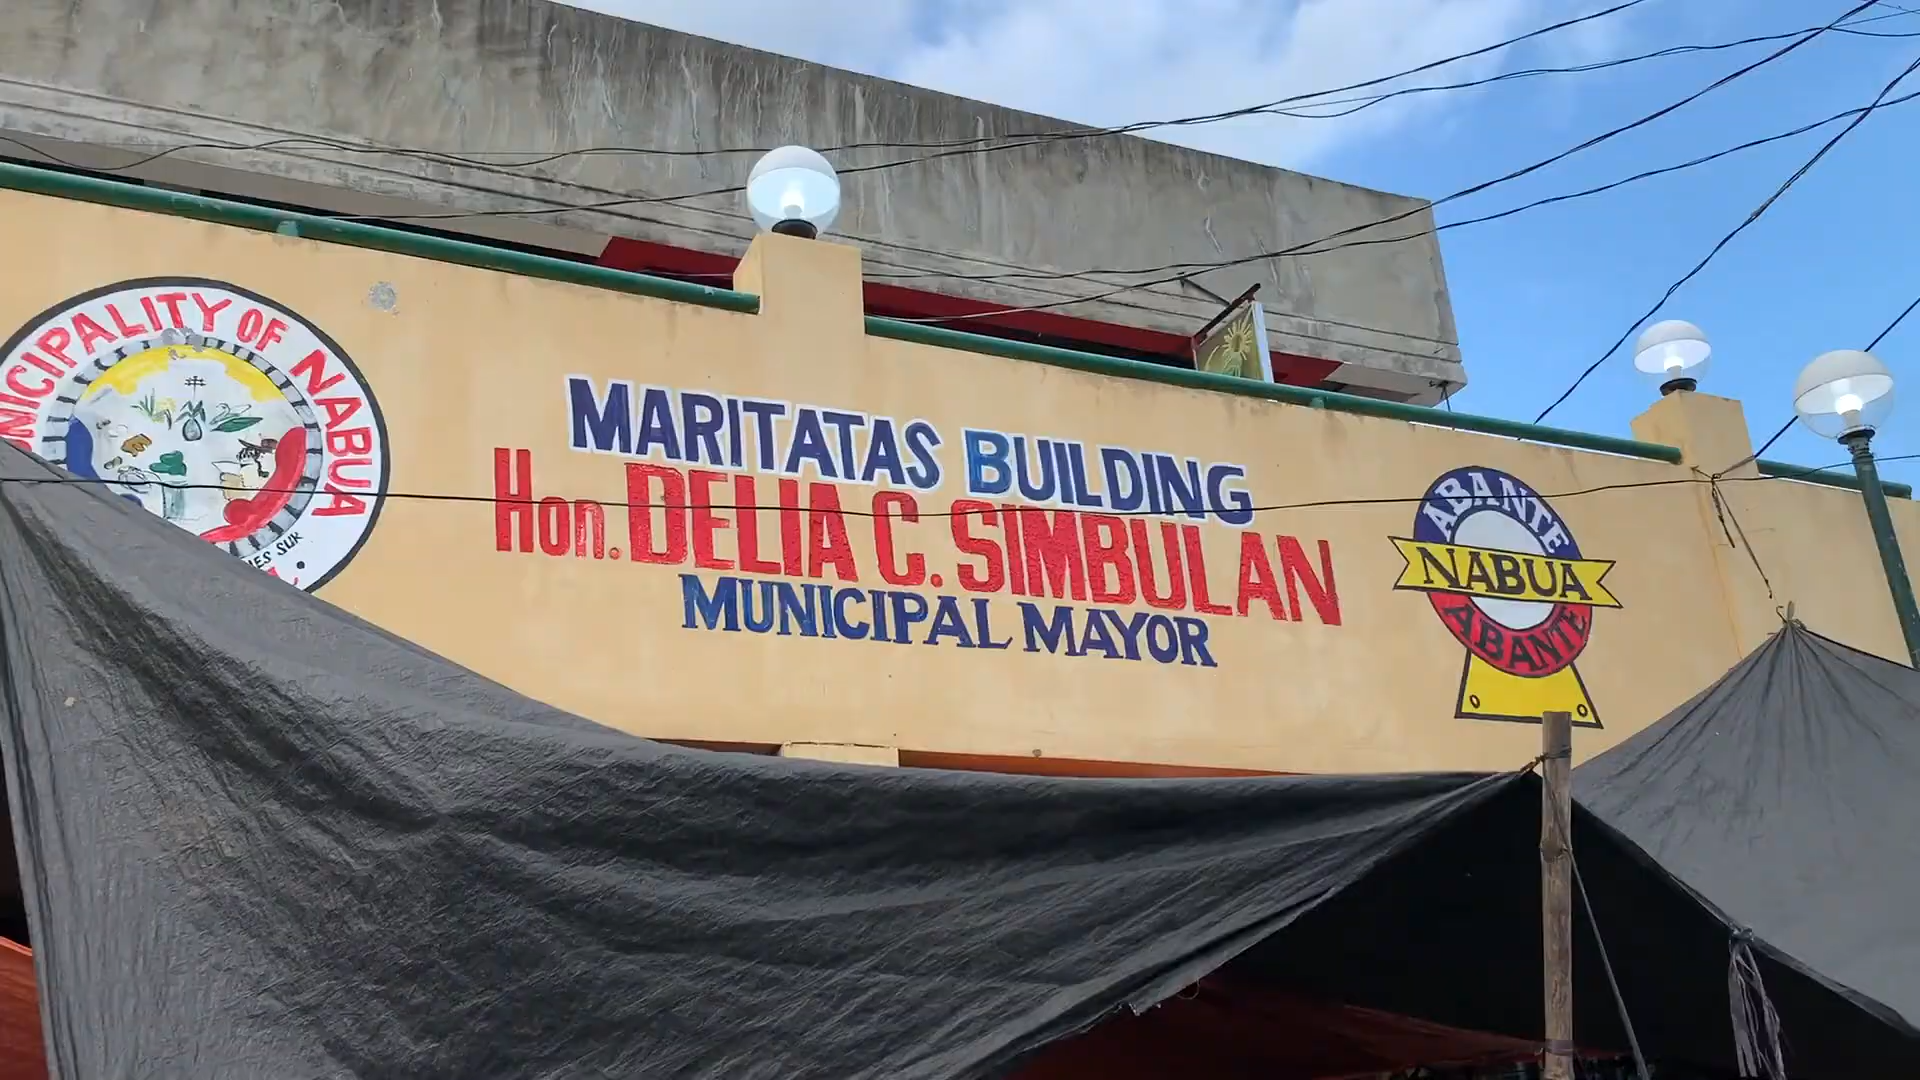 MUNICIPALITY OF NABUA
MARITATAS BUILDING
Hon. DELIA C. SIMBULAN
MUNICIPAL MAYOR
ABANTE
NABUA
ABANTE